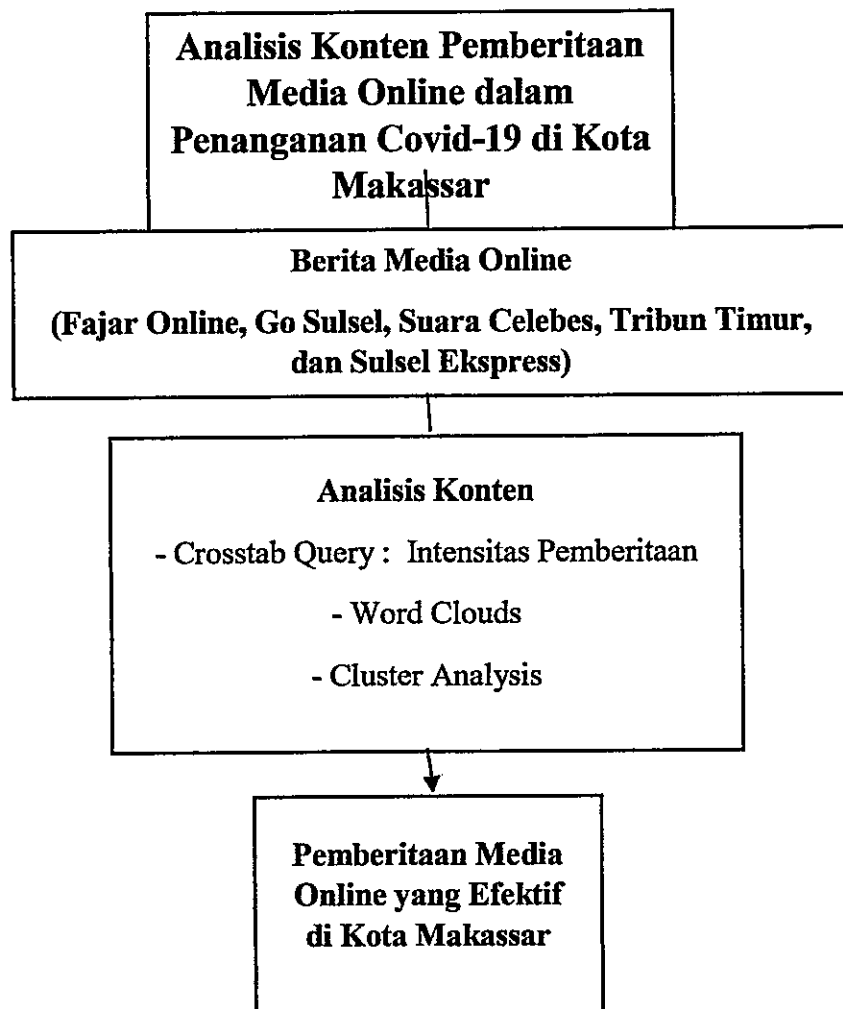 Analisis Konten Pemberitaan
Media Online dalam
Penanganan Covid-19 di Kota
Makassar
Berita Media Online
(Fajar Online, Go Sulsel, Suara Celebes, Tribun Timur,
dan Sulsel Ekspress)
Analisis Konten
- Crosstab Query : Intensitas Pemberitaan
- Word Clouds
- Cluster Analysis
Pemberitaan Media
Online yang Efektif
di Kota Makassar